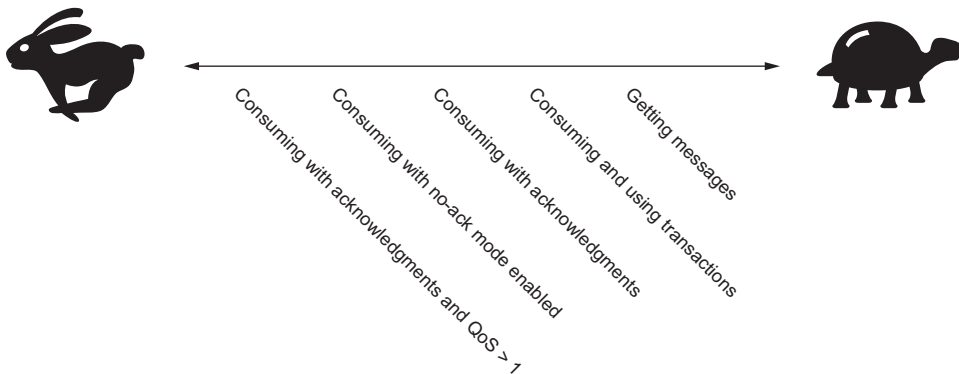 Consuming with acknowledgments and QoS > 1
Consuming with no-ack mode enabled
Consuming with acknowledgments
Consuming and using transactions
Getting messages